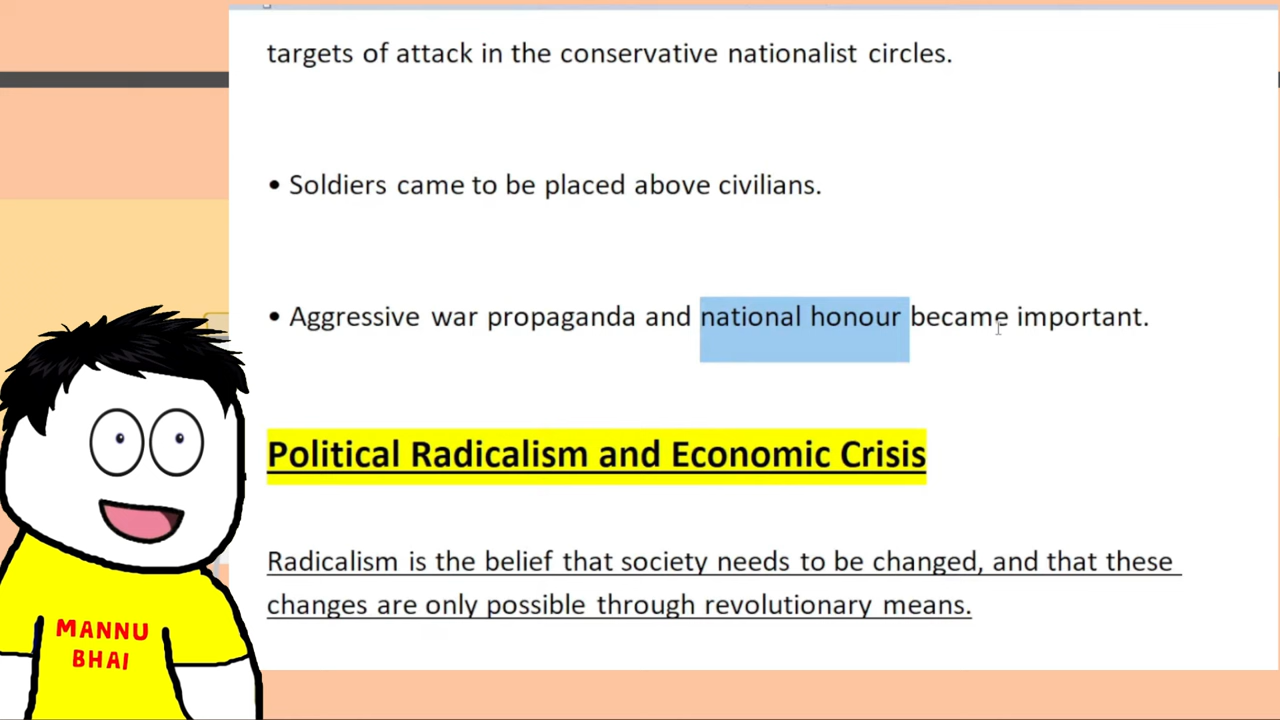 targets of attack in the conservative nationalist circles.
• Soldiers came to be placed above civilians.
• Aggressive war propaganda and national honour became important.
Political Radicalism and Economic Crisis
Radicalism is the belief that society needs to be changed, and that these
changes are only possible through revolutionary means.
MANNU
BHAI